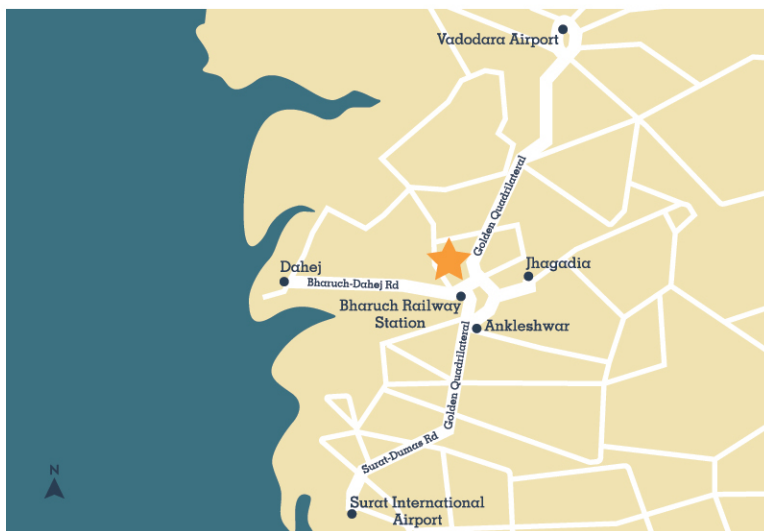 Vadodara Airport
Golden Quadrilateral
Dahej
Jhagadia
Bharuch-Dahej Rd
Bharuch Railway
Station
Ankleshwar
Golden Quadrilateral
Surat-Dumas Rd
N
Surat International
Airport